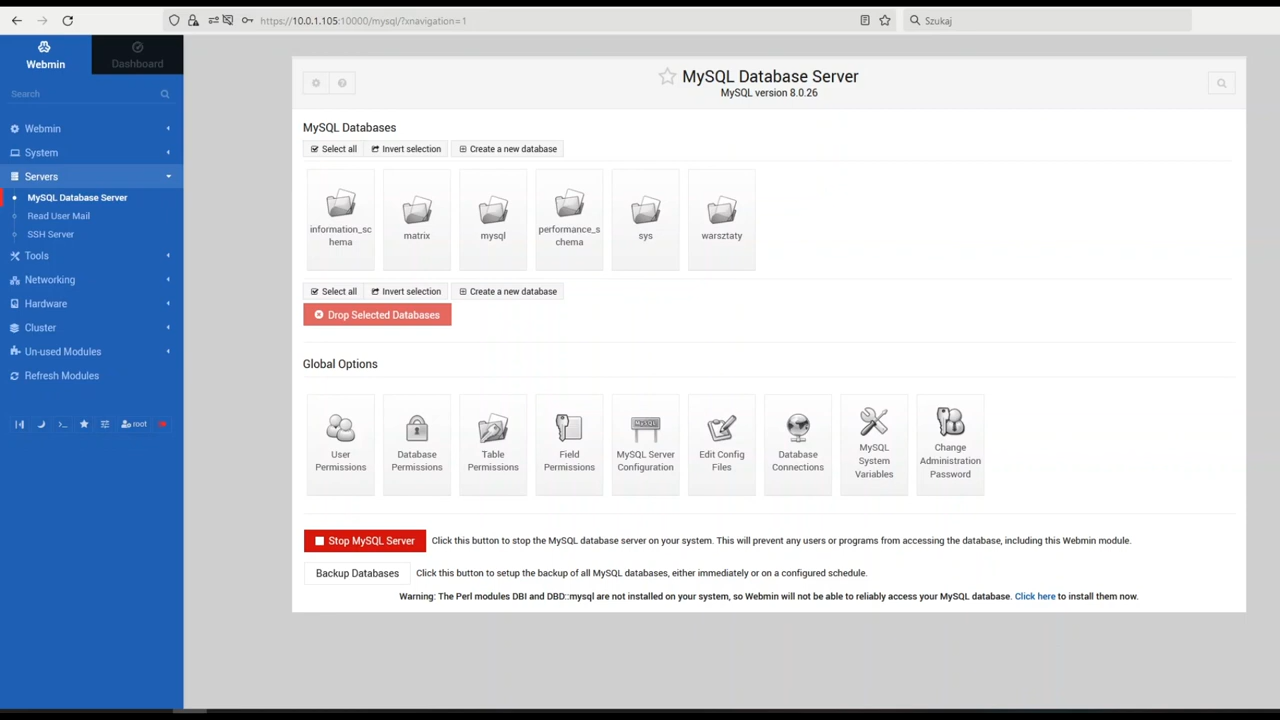 https://10.0.1.105:10000/mysql/?xnavigation=1
Szukaj
Webmin
Dashboard
Search
Webmin
System
Servers
MySQL Database Server
Read User Mail
SSH Server
Tools
Networking
Hardware
Cluster
Un-used Modules
Refresh Modules
root
MySQL Database Server
MySQL version 8.0.26
MySQL Databases
Select all Invert selection Create a new database
information_sc
hema
matrix
mysql
performance_s
chema
sys
warsztaty
Select all Invert selection Create a new database
Drop Selected Databases
Global Options
User
Permissions
Database
Permissions
Table
Permissions
Field
Permissions
MySQL
MySQL Server
Configuration
Edit Config
Files
Database
Connections
MySQL
System
Variables
Change
Administration
Password
Stop MySQL Server Click this button to stop the MySQL database server on your system. This will prevent any users or programs from accessing the database, including this Webmin module.
Backup Databases Click this button to setup the backup of all MySQL databases, either immediately or on a configured schedule.
Warning: The Perl modules DBI and DBD::mysql are not installed on your system, so Webmin will not be able to reliably access your MySQL database. Click here to install them now.